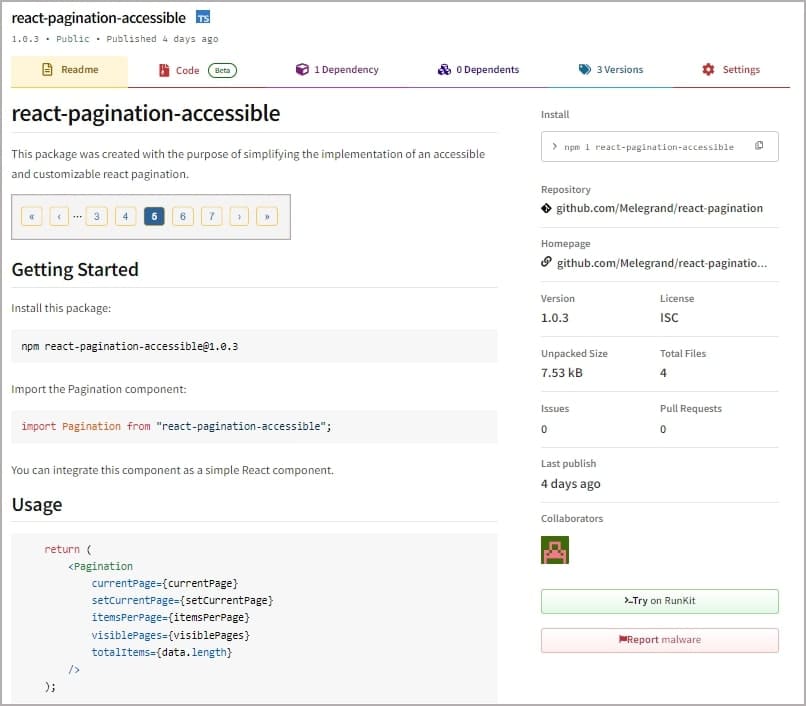 react-pagination-accessible TS
1.0.3 • Public • Published 4 days ago
Readme
Code Beta
1 Dependency
0 Dependents
3 Versions
Settings
react-pagination-accessible
This package was created with the purpose of simplifying the implementation of an accessible
and customizable react pagination.
« ‹ ··· 3 4 5 6 7 › »
Getting Started
Install this package:
npm react-pagination-accessible@1.0.3
Import the Pagination component:
import Pagination from "react-pagination-accessible";
You can integrate this component as a simple React component.
Usage
return (
<Pagination
currentPage={currentPage}
setCurrentPage={setCurrentPage}
itemsPerPage={itemsPerPage}
visiblePages={visiblePages}
totalItems={data.length}
/>
);
Install
> npm i react-pagination-accessible
Repository
github.com/Melegrand/react-pagination
Homepage
github.com/Melegrand/react-paginatio...
Version License
1.0.3 ISC
Unpacked Size Total Files
7.53 kB 4
Issues Pull Requests
0 0
Last publish
4 days ago
Collaborators
>-Try on RunKit
Report malware